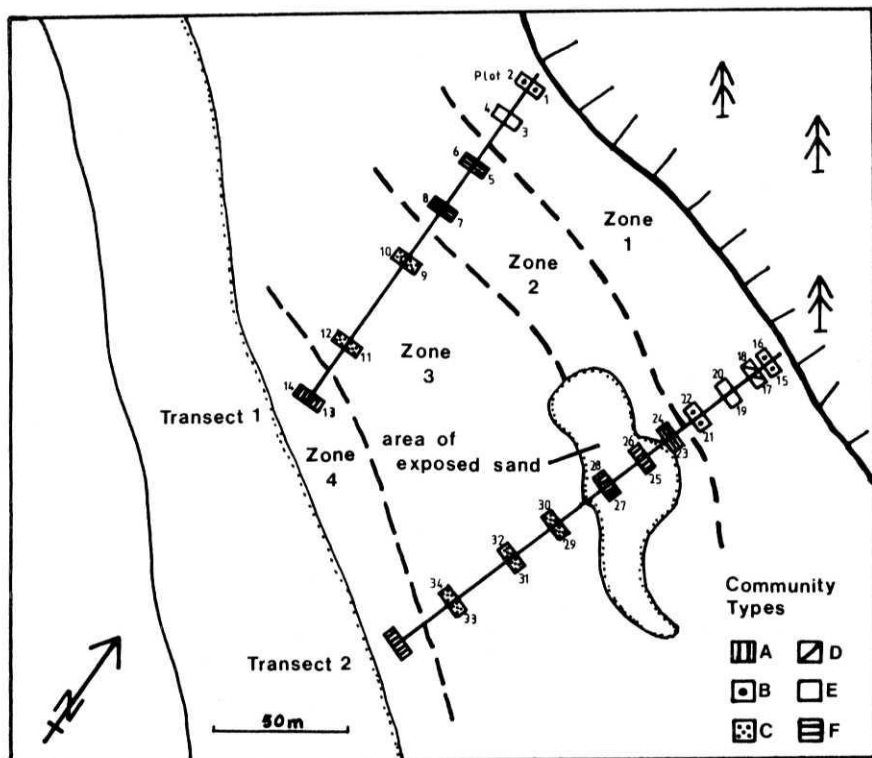 Plot 2
1
4
3
6
5
8
7
10
9
12
11
14
13
Zone
1
Zone
2
Zone
3
Zone
4
Transect 1
area of
exposed sand
16
15
18
17
20
19
22
21
24
23
26
25
28
27
30
29
32
31
34
33
Transect 2
N
50m
Community
Types
A
D
B
E
C
F